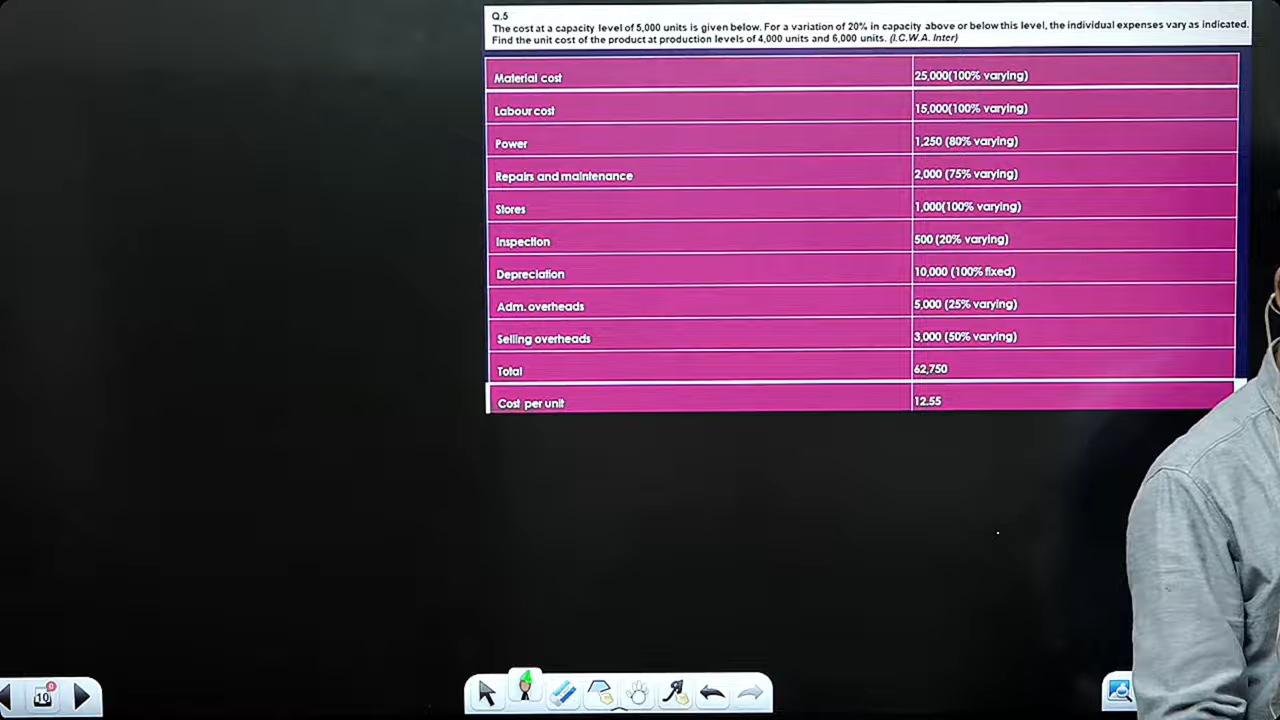 Q.5
The cost at a capacity level of 5,000 units is given below. For a variation of 20% in capacity above or below this level, the individual expenses vary as indicated.
Find the unit cost of the product at production levels of 4,000 units and 6,000 units. (I.C.W.A. Inter)
Material cost 25,000(100% varying)
Labour cost 15,000(100% varying)
Power 1,250 (80% varying)
Repairs and maintenance 2,000 (75% varying)
Stores 1,000(100% varying)
Inspection 500 (20% varying)
Depreciation 10,000 (100% fixed)
Adm. overheads 5,000 (25% varying)
Selling overheads 3,000 (50% varying)
Total 62,750
Cost per unit 12.55
10
0